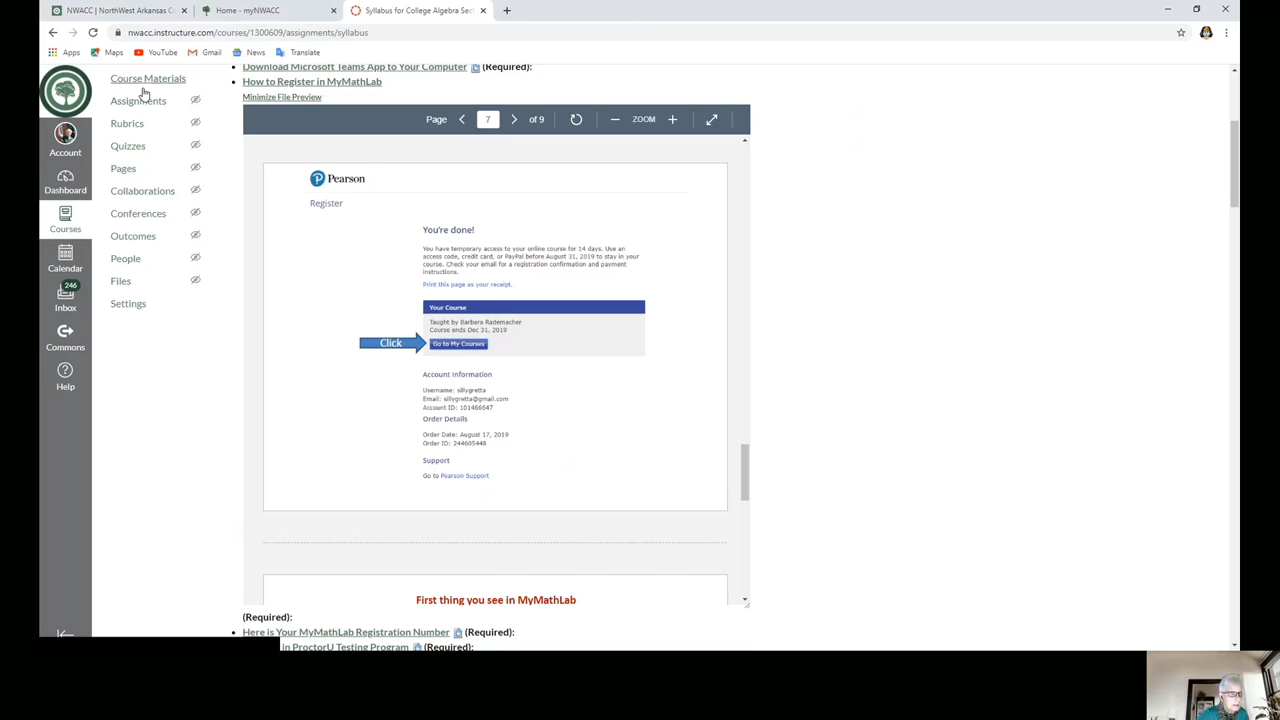 NWACC | NorthWest Arkansas C
Home - myNWACC
Syllabus for College Algebra Sec
nwacc.instructure.com/courses/1300609/assignments/syllabus
Apps
Maps
YouTube
Gmail
News
Translate
Account
Dashboard
Courses
Calendar
246
Inbox
Commons
Help
Course Materials
Assignments
Rubrics
Quizzes
Pages
Collaborations
Conferences
Outcomes
People
Files
Settings
Download Microsoft Teams App to Your Computer (Required):
How to Register in MyMathLab
Minimize File Preview
Page 7 of 9 ZOOM
Pearson
Register
You're done!
You have temporary access to your online course for 14 days. Use an
access code, credit card, or PayPal before August 31, 2019 to stay in your
course. Check your email for a registration confirmation and payment
instructions.
Print this page as your receipt.
Your Course
Taught by Barbara Rademacher
Course ends Dec 31, 2019
Click
Go to My Courses
Account Information
Username: sillygretta
Email: sillygretta@gmail.com
Account ID: 101466647
Order Details
Order Date: August 17, 2019
Order ID: 244605448
Support
Go to Pearson Support
First thing you see in MyMathLab
(Required):
Here is Your MyMathLab Registration Number (Required):
in ProctorU Testing Program (Required):